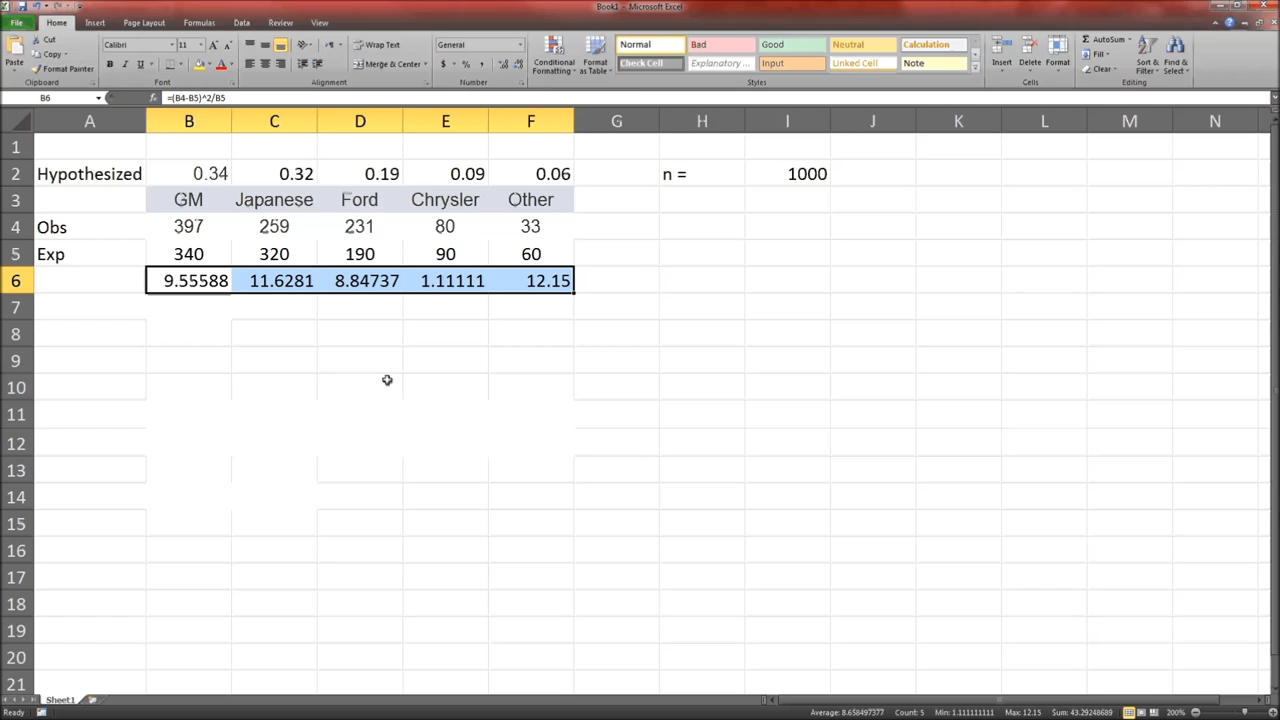 Book1 - Microsoft Excel
File Home Insert Page Layout Formulas Data Review View
Cut Calibri 11 Wrap Text General Normal Bad Good Neutral Calculation AutoSum
Copy Fill
Paste Format Painter B I U Merge & Center $ % , Conditional Formatting Format as Table Check Cell Explanatory ... Input Linked Cell Note Insert Delete Format Clear Sort & Filter Find & Select
Clipboard Font Alignment Number Styles Cells Editing
B6 fx =(B4-B5)^2/B5
A B C D E F G H I J K L M N
1
2 Hypothesized 0.34 0.32 0.19 0.09 0.06 n = 1000
3 GM Japanese Ford Chrysler Other
4 Obs 397 259 231 80 33
5 Exp 340 320 190 90 60
6 9.55588 11.6281 8.84737 1.11111 12.15
7
8
9
10
11
12
13
14
15
16
17
18
19
20
21
Sheet1
Ready Average: 8.658497377 Count: 5 Min: 1.111111111 Max: 12.15 Sum: 43.29248689 200%